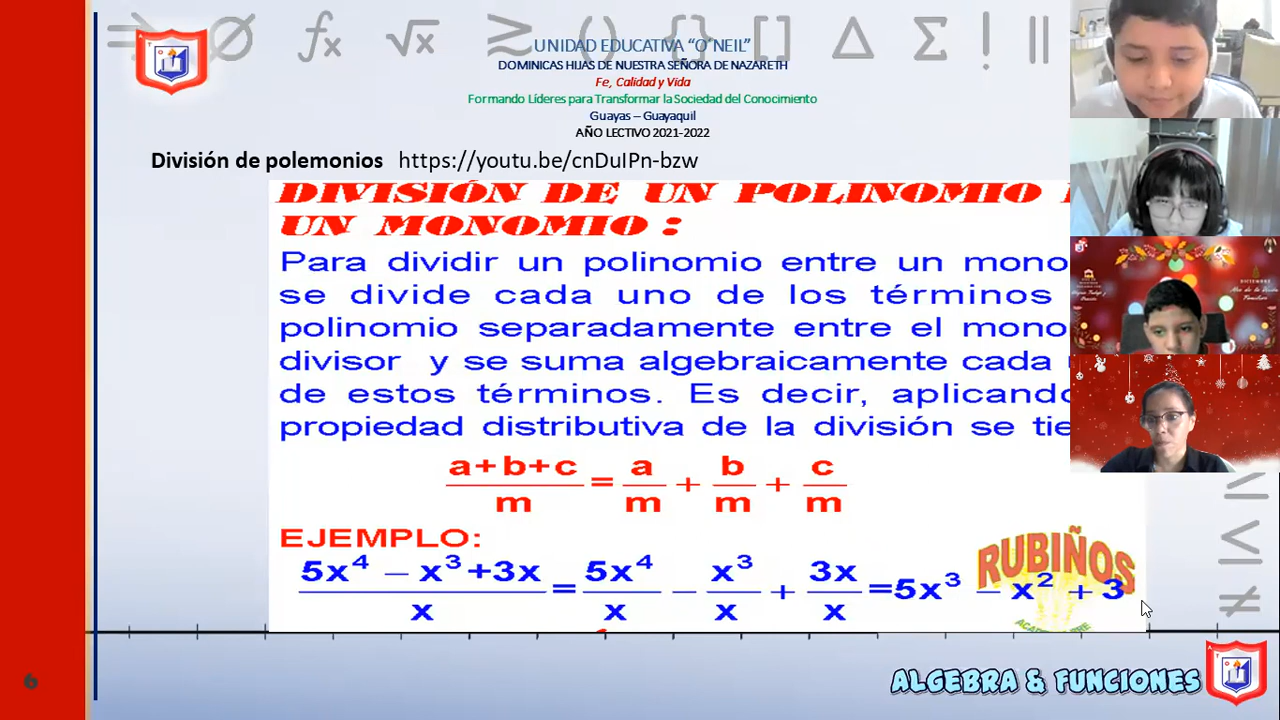 UNIDAD EDUCATIVA “O´NEIL”
DOMINICAS HIJAS DE NUESTRA SEÑORA DE NAZARETH
Fe, Calidad y Vida
Formando Líderes para Transformar la Sociedad del Conocimiento
Guayas – Guayaquil
AÑO LECTIVO 2021-2022
División de polemonios https://youtu.be/cnDuIPn-bzw
DIVISIÓN DE UN POLINOMIO
UN MONOMIO :
Para dividir un polinomio entre un mono
se divide cada uno de los términos
polinomio separadamente entre el mono
divisor y se suma algebraicamente cada
de estos términos. Es decir, aplicando
propiedad distributiva de la división se tie
a+b+c/m = a/m + b/m + c/m
EJEMPLO:
5x⁴ – x³+3x/x = 5x⁴/x – x³/x + 3x/x =5x³ – x² + 3
RUBIÑOS
6
ALGEBRA & FUNCIONES